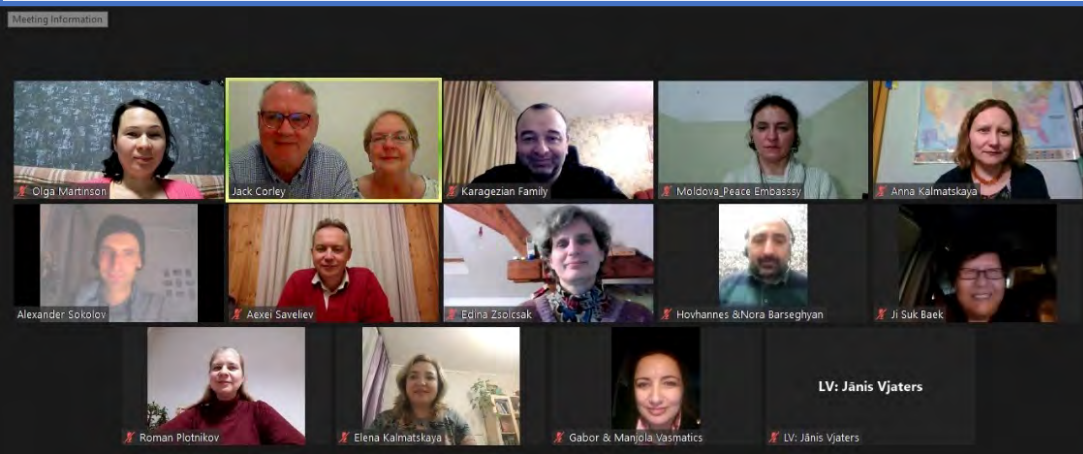 Meeting Information
Olga Martinson
Jack Corley
Karagezian Family
Moldova_Peace Embasssy
Anna Kalmatskaya
Alexander Sokolov
Aexei Saveliev
Edina Zsolcsak
Hovhannes &Nora Barseghyan
Ji Suk Baek
Roman Plotnikov
Elena Kalmatskaya
Gabor & Manjola Vasmatics
LV: Jānis Vjaters
LV: Jānis Vjaters